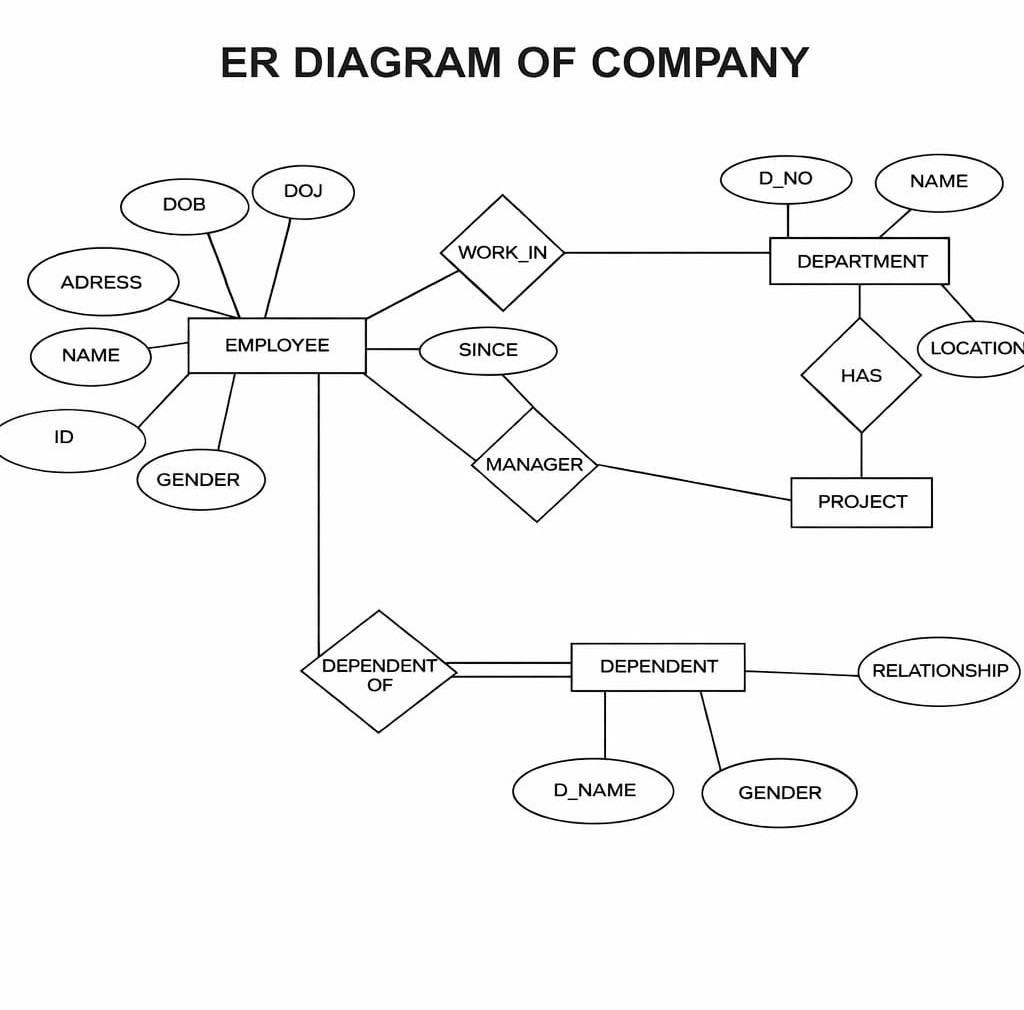 ER DIAGRAM OF COMPANY
DOB
DOJ
D_NO
NAME
ADRESS
WORK_IN
DEPARTMENT
NAME
EMPLOYEE
SINCE
LOCATION
HAS
ID
GENDER
MANAGER
PROJECT
DEPENDENT
OF
DEPENDENT
RELATIONSHIP
D_NAME
GENDER